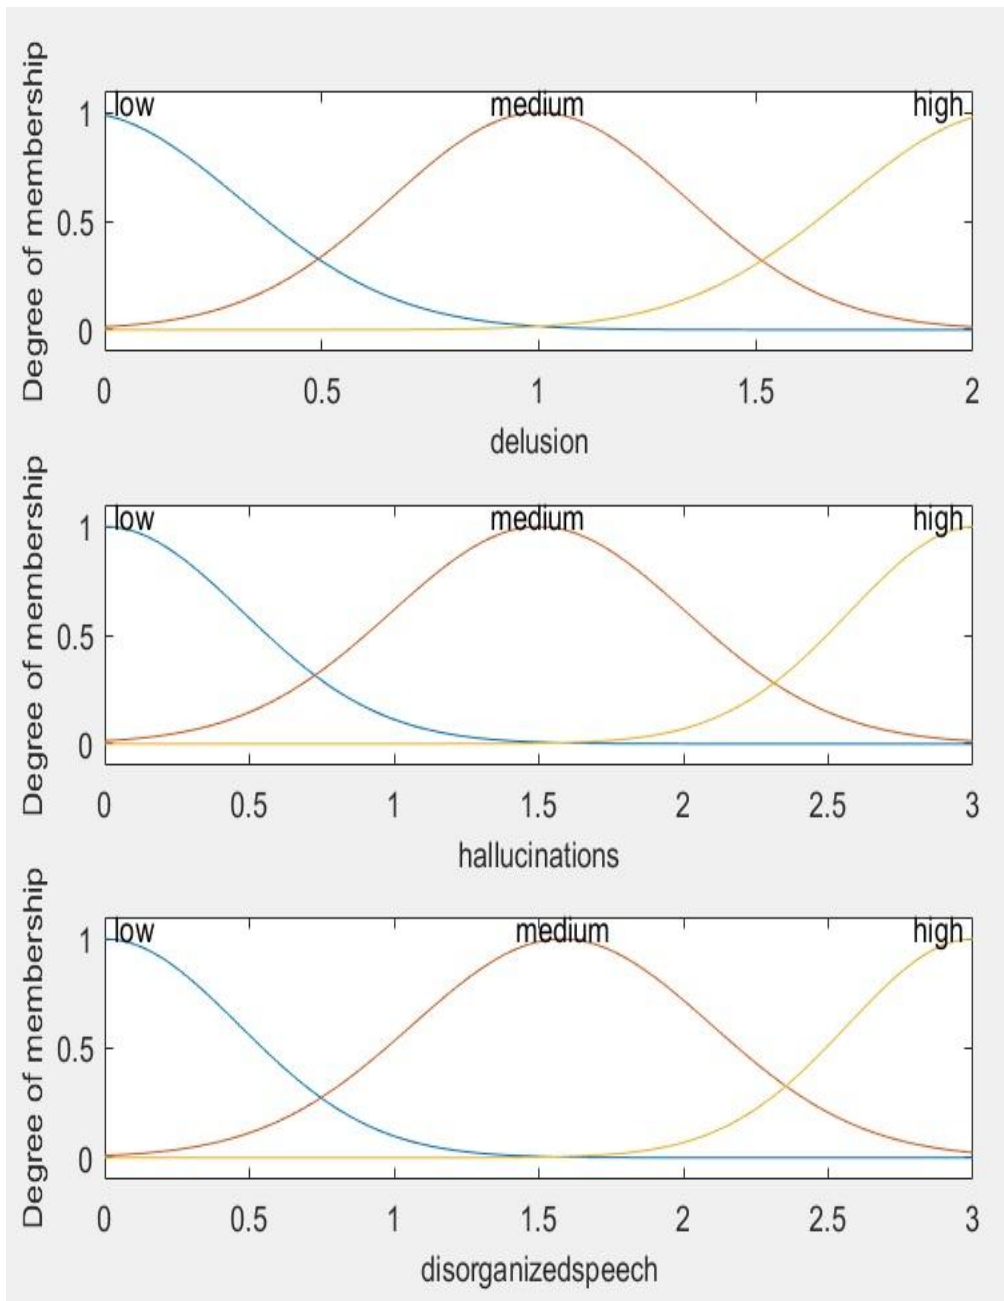 Degree of membership
low medium high
1
0.5
0
0 0.5 1 1.5 2
delusion
Degree of membership
low medium high
1
0.5
0
0 0.5 1 1.5 2 2.5 3
hallucinations
Degree of membership
low medium high
1
0.5
0
0 0.5 1 1.5 2 2.5 3
disorganizedspeech